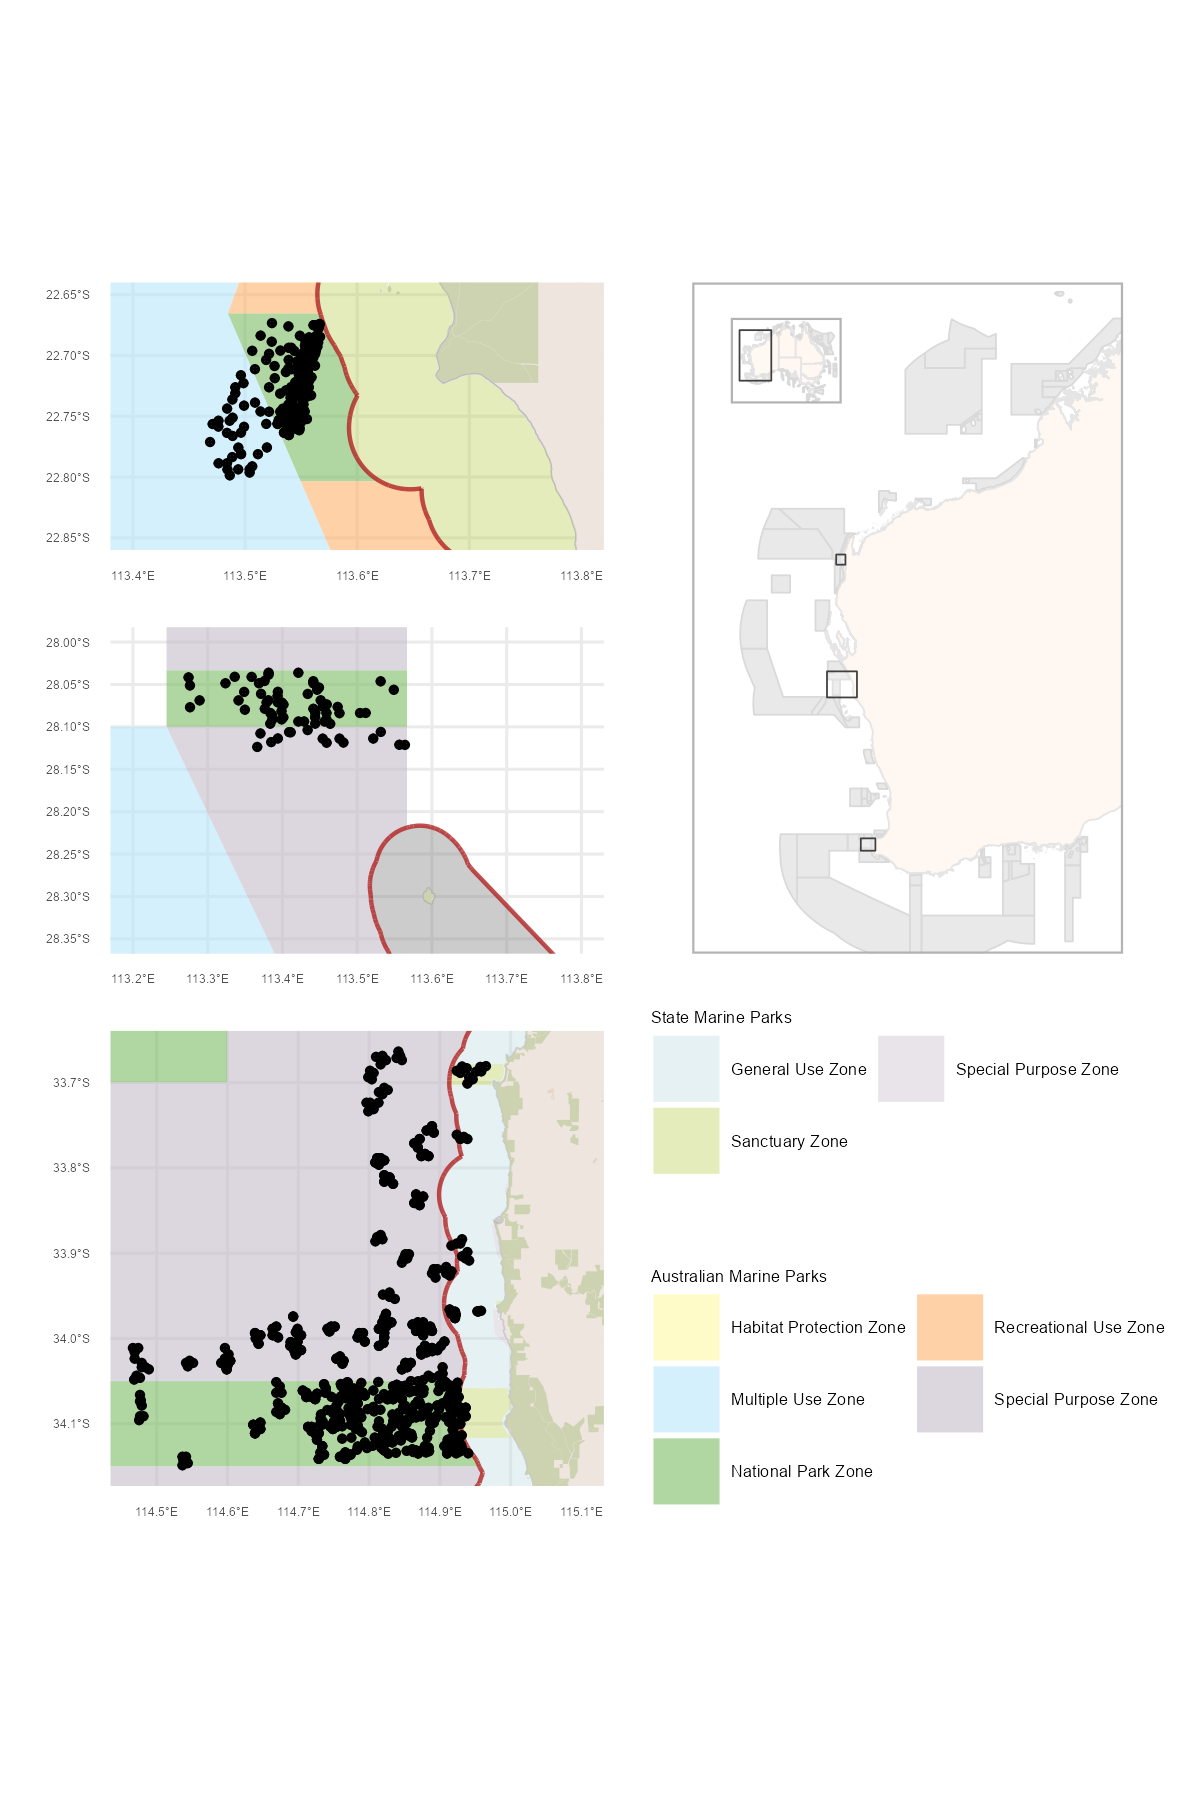 22.65°S
22.70°S
22.75°S
22.80°S
22.85°S
113.4°E 113.5°E 113.6°E 113.7°E 113.8°E
28.00°S
28.05°S
28.10°S
28.15°S
28.20°S
28.25°S
28.30°S
28.35°S
113.2°E 113.3°E 113.4°E 113.5°E 113.6°E 113.7°E 113.8°E
33.7°S
33.8°S
33.9°S
34.0°S
34.1°S
114.5°E 114.6°E 114.7°E 114.8°E 114.9°E 115.0°E 115.1°E
State Marine Parks
General Use Zone Special Purpose Zone
Sanctuary Zone
Australian Marine Parks
Habitat Protection Zone Recreational Use Zone
Multiple Use Zone Special Purpose Zone
National Park Zone